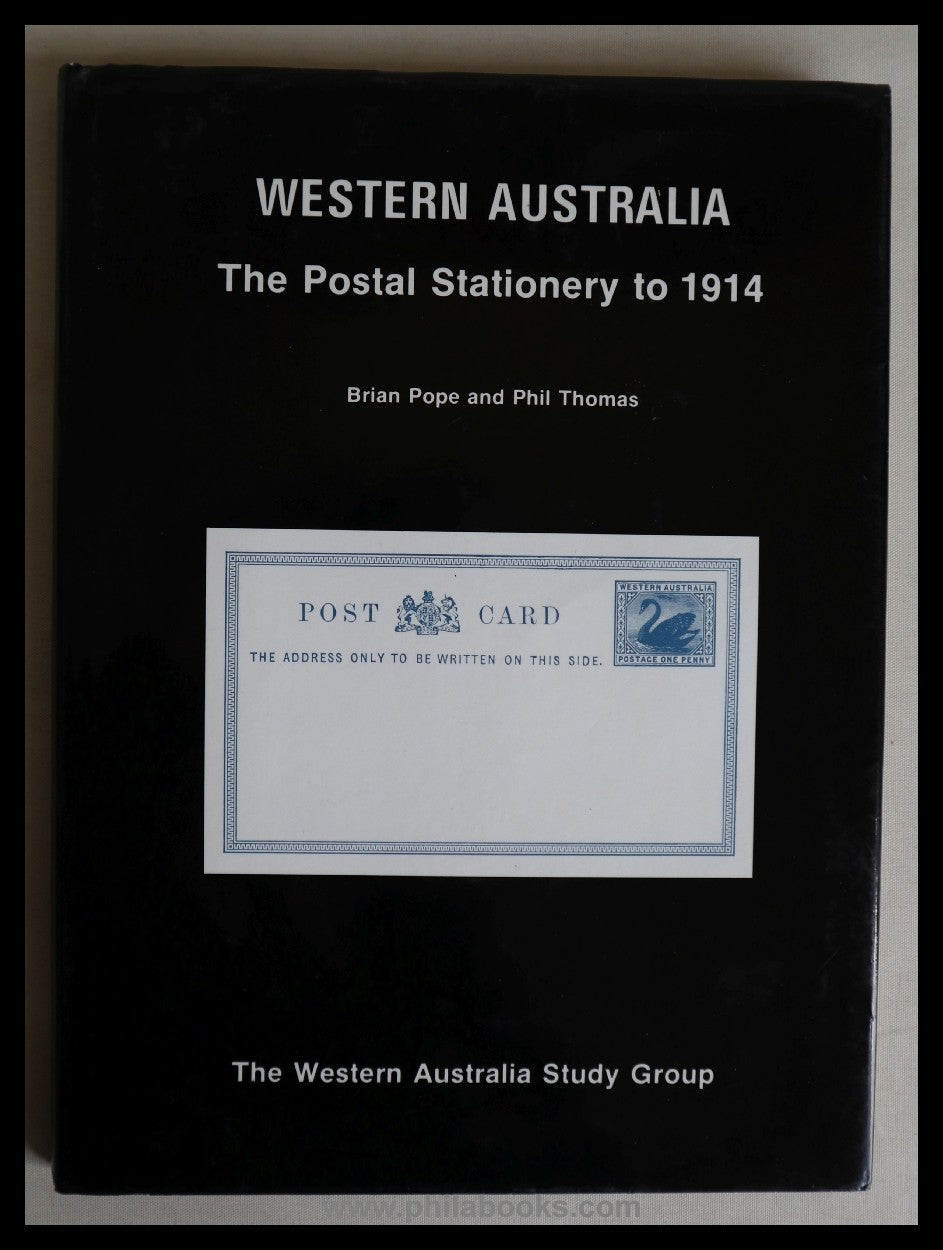 WESTERN AUSTRALIA
The Postal Stationery to 1914
Brian Pope and Phil Thomas
POST CARD
WESTERN AUSTRALIA
THE ADDRESS ONLY TO BE WRITTEN ON THIS SIDE.
POSTAGE ONE PENNY
The Western Australia Study Group
www.philabooks.com